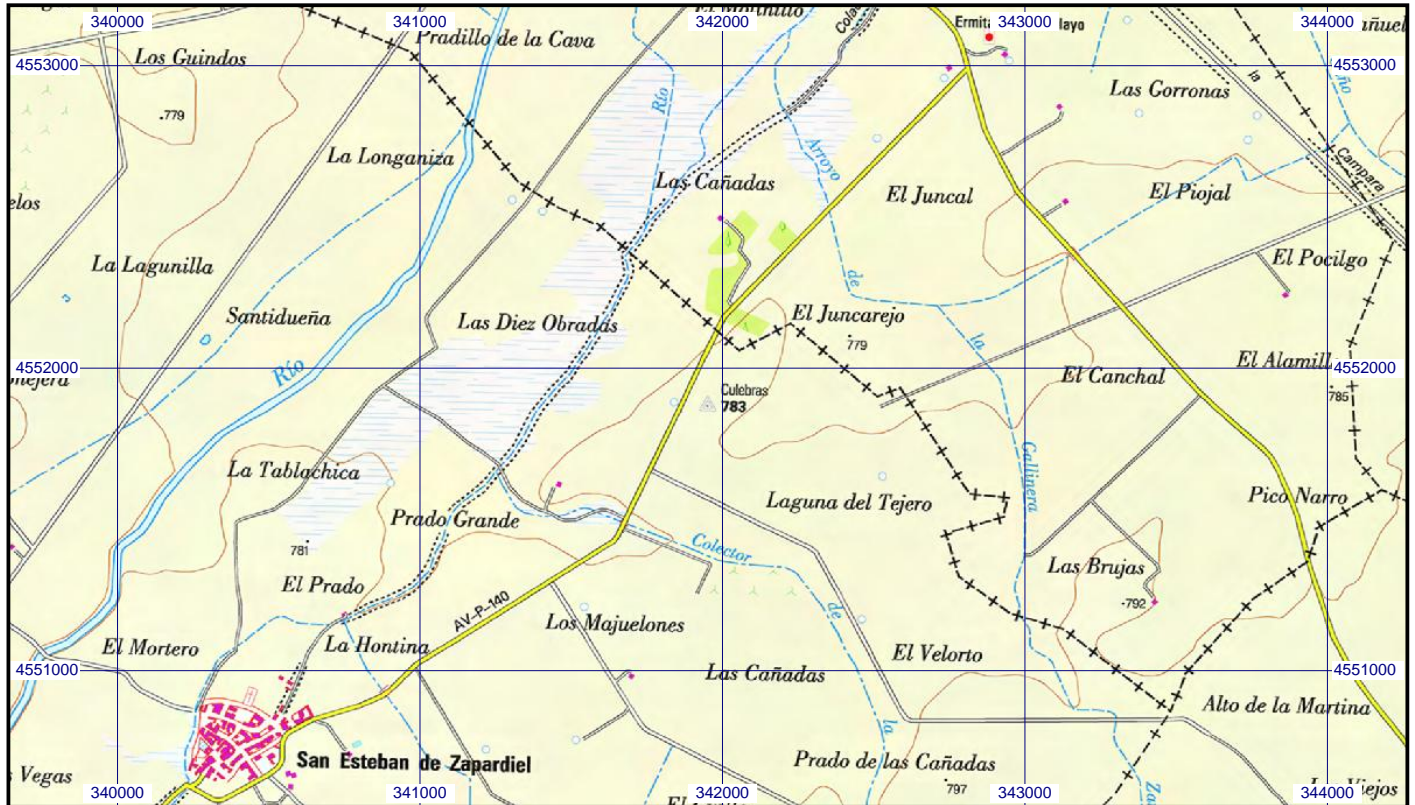 340000
341000
342000
343000
344000
Pradillo de la Cava
Los Guindos
4553000
4553000
Las Gorronas
la
779
Río
La Longaniza
Arroyo
Campara
Las Cañadas
El Juncal
El Piojal
La Lagunilla
El Pocilgo
de
Santidueña
Las Diez Obradas
El Juncarejo
779
la
4552000
Río
El Canchal
4552000
785
Culebras
783
La Tablachica
Gallinera
Laguna del Tejero
Pico Narro
Prado Grande
781
Colector
Las Brujas
El Prado
792
AV-P-140
de
Los Majuelones
El Mortero
La Hontina
El Velorto
4551000
Las Cañadas
4551000
Alto de la Martina
la
San Esteban de Zapardiel
Prado de las Cañadas
Vegas
797
340000
341000
342000
343000
344000